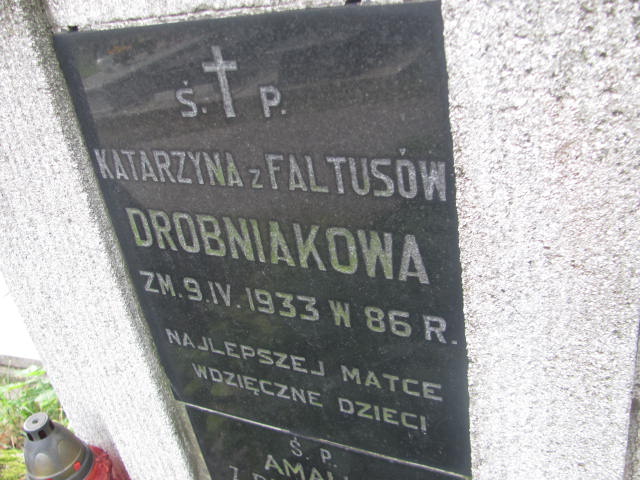 Ś. P.
KATARZYNA z FALTUSÓW
DROBNIAKOWA
ZM. 9. IV. 1933 W 86 R.
NAJLEPSZEJ MATCE
WDZIĘCZNE DZIECI
Ś. P.